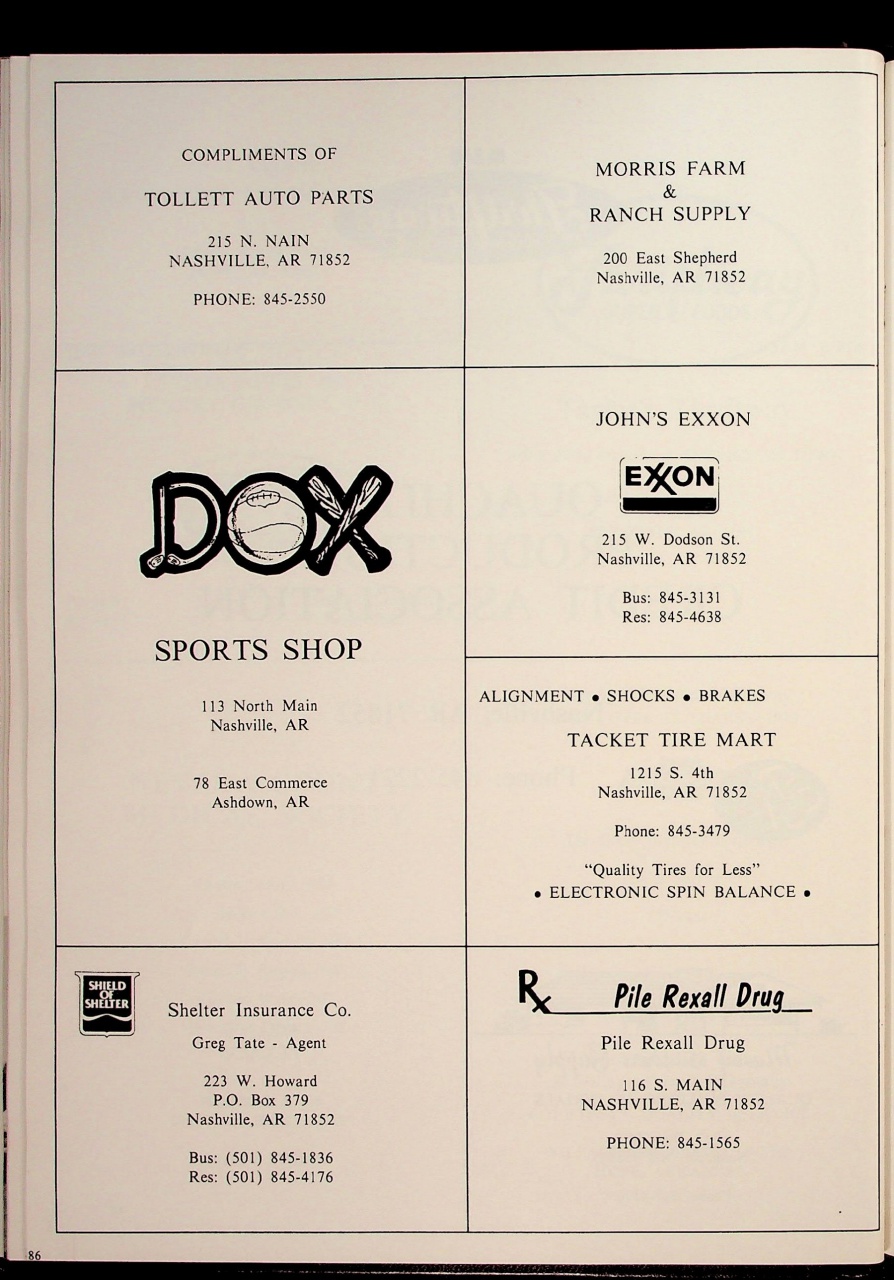 COMPLIMENTS OF
TOLLETT AUTO PARTS
215 N. NAIN
NASHVILLE, AR 71852
PHONE: 845-2550
MORRIS FARM
&
RANCH SUPPLY
200 East Shepherd
Nashville, AR 71852
DOX
SPORTS SHOP
113 North Main
Nashville, AR
78 East Commerce
Ashdown, AR
JOHN'S EXXON
EXXON
215 W. Dodson St.
Nashville, AR 71852
Bus: 845-3131
Res: 845-4638
ALIGNMENT • SHOCKS • BRAKES
TACKET TIRE MART
1215 S. 4th
Nashville, AR 71852
Phone: 845-3479
“Quality Tires for Less”
• ELECTRONIC SPIN BALANCE •
SHIELD
OF
SHELTER
Shelter Insurance Co.
Greg Tate - Agent
223 W. Howard
P.O. Box 379
Nashville, AR 71852
Bus: (501) 845-1836
Res: (501) 845-4176
Rx Pile Rexall Drug
Pile Rexall Drug
116 S. MAIN
NASHVILLE, AR 71852
PHONE: 845-1565
86